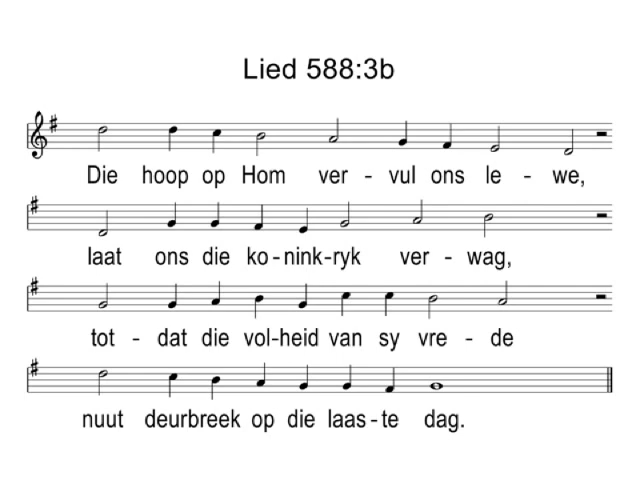 Lied 588:3b
Die hoop op Hom ver - vul ons le - we,
laat ons die ko - nink - ryk ver - wag,
tot - dat die vol - heid van sy vre - de
nuut deurbreek op die laas - te dag.